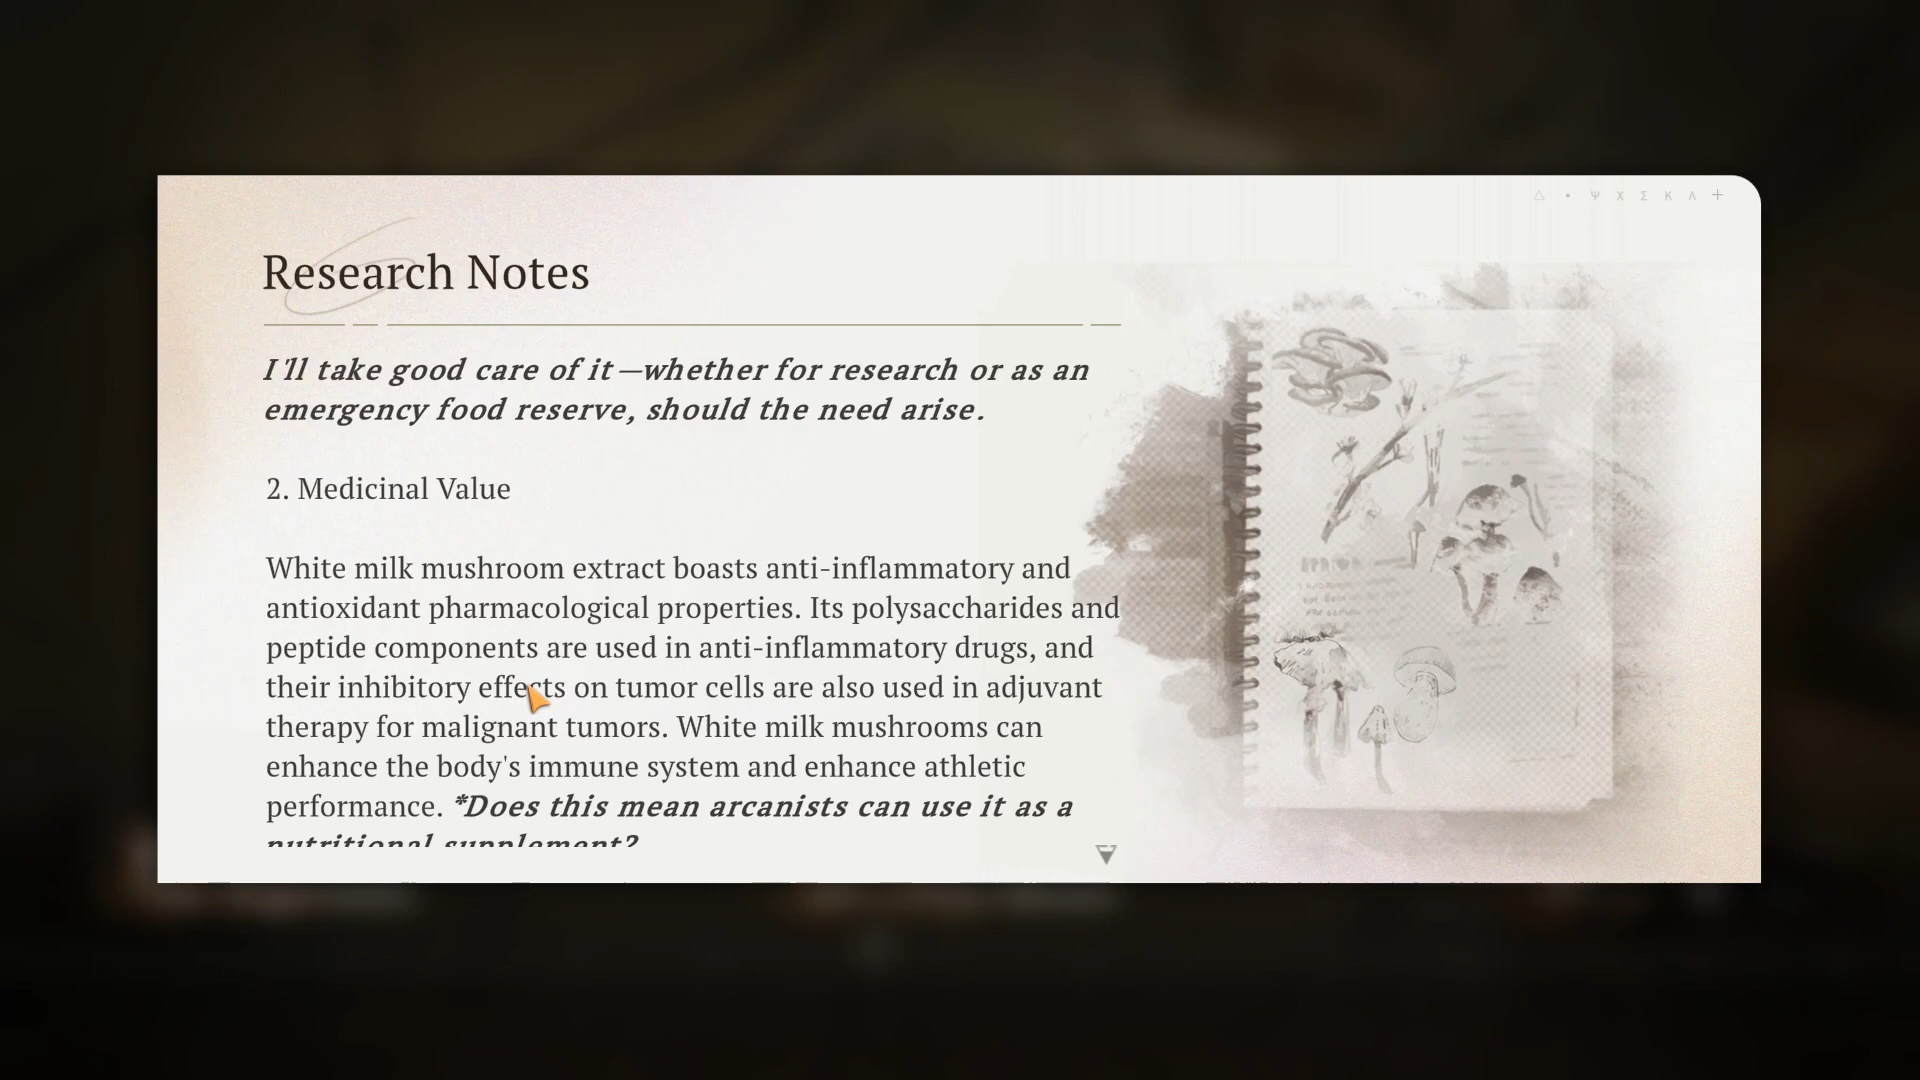 △ • Ψ Χ Σ Κ Λ +
Research Notes
I'll take good care of it—whether for research or as an
emergency food reserve, should the need arise.
2. Medicinal Value
White milk mushroom extract boasts anti-inflammatory and
antioxidant pharmacological properties. Its polysaccharides and
peptide components are used in anti-inflammatory drugs, and
their inhibitory effects on tumor cells are also used in adjuvant
therapy for malignant tumors. White milk mushrooms can
enhance the body's immune system and enhance athletic
performance. *Does this mean arcanists can use it as a
nutritional supplement?